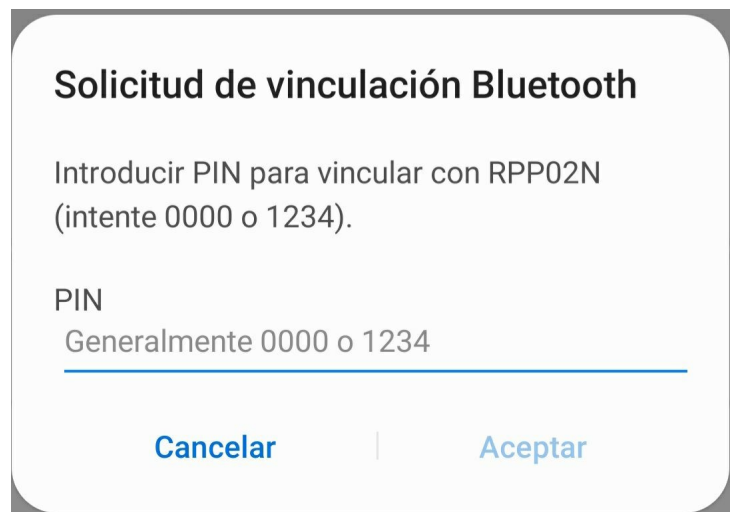 Solicitud de vinculación Bluetooth
Introducir PIN para vincular con RPP02N
(intente 0000 o 1234).
PIN
Generalmente 0000 o 1234
Cancelar
Aceptar